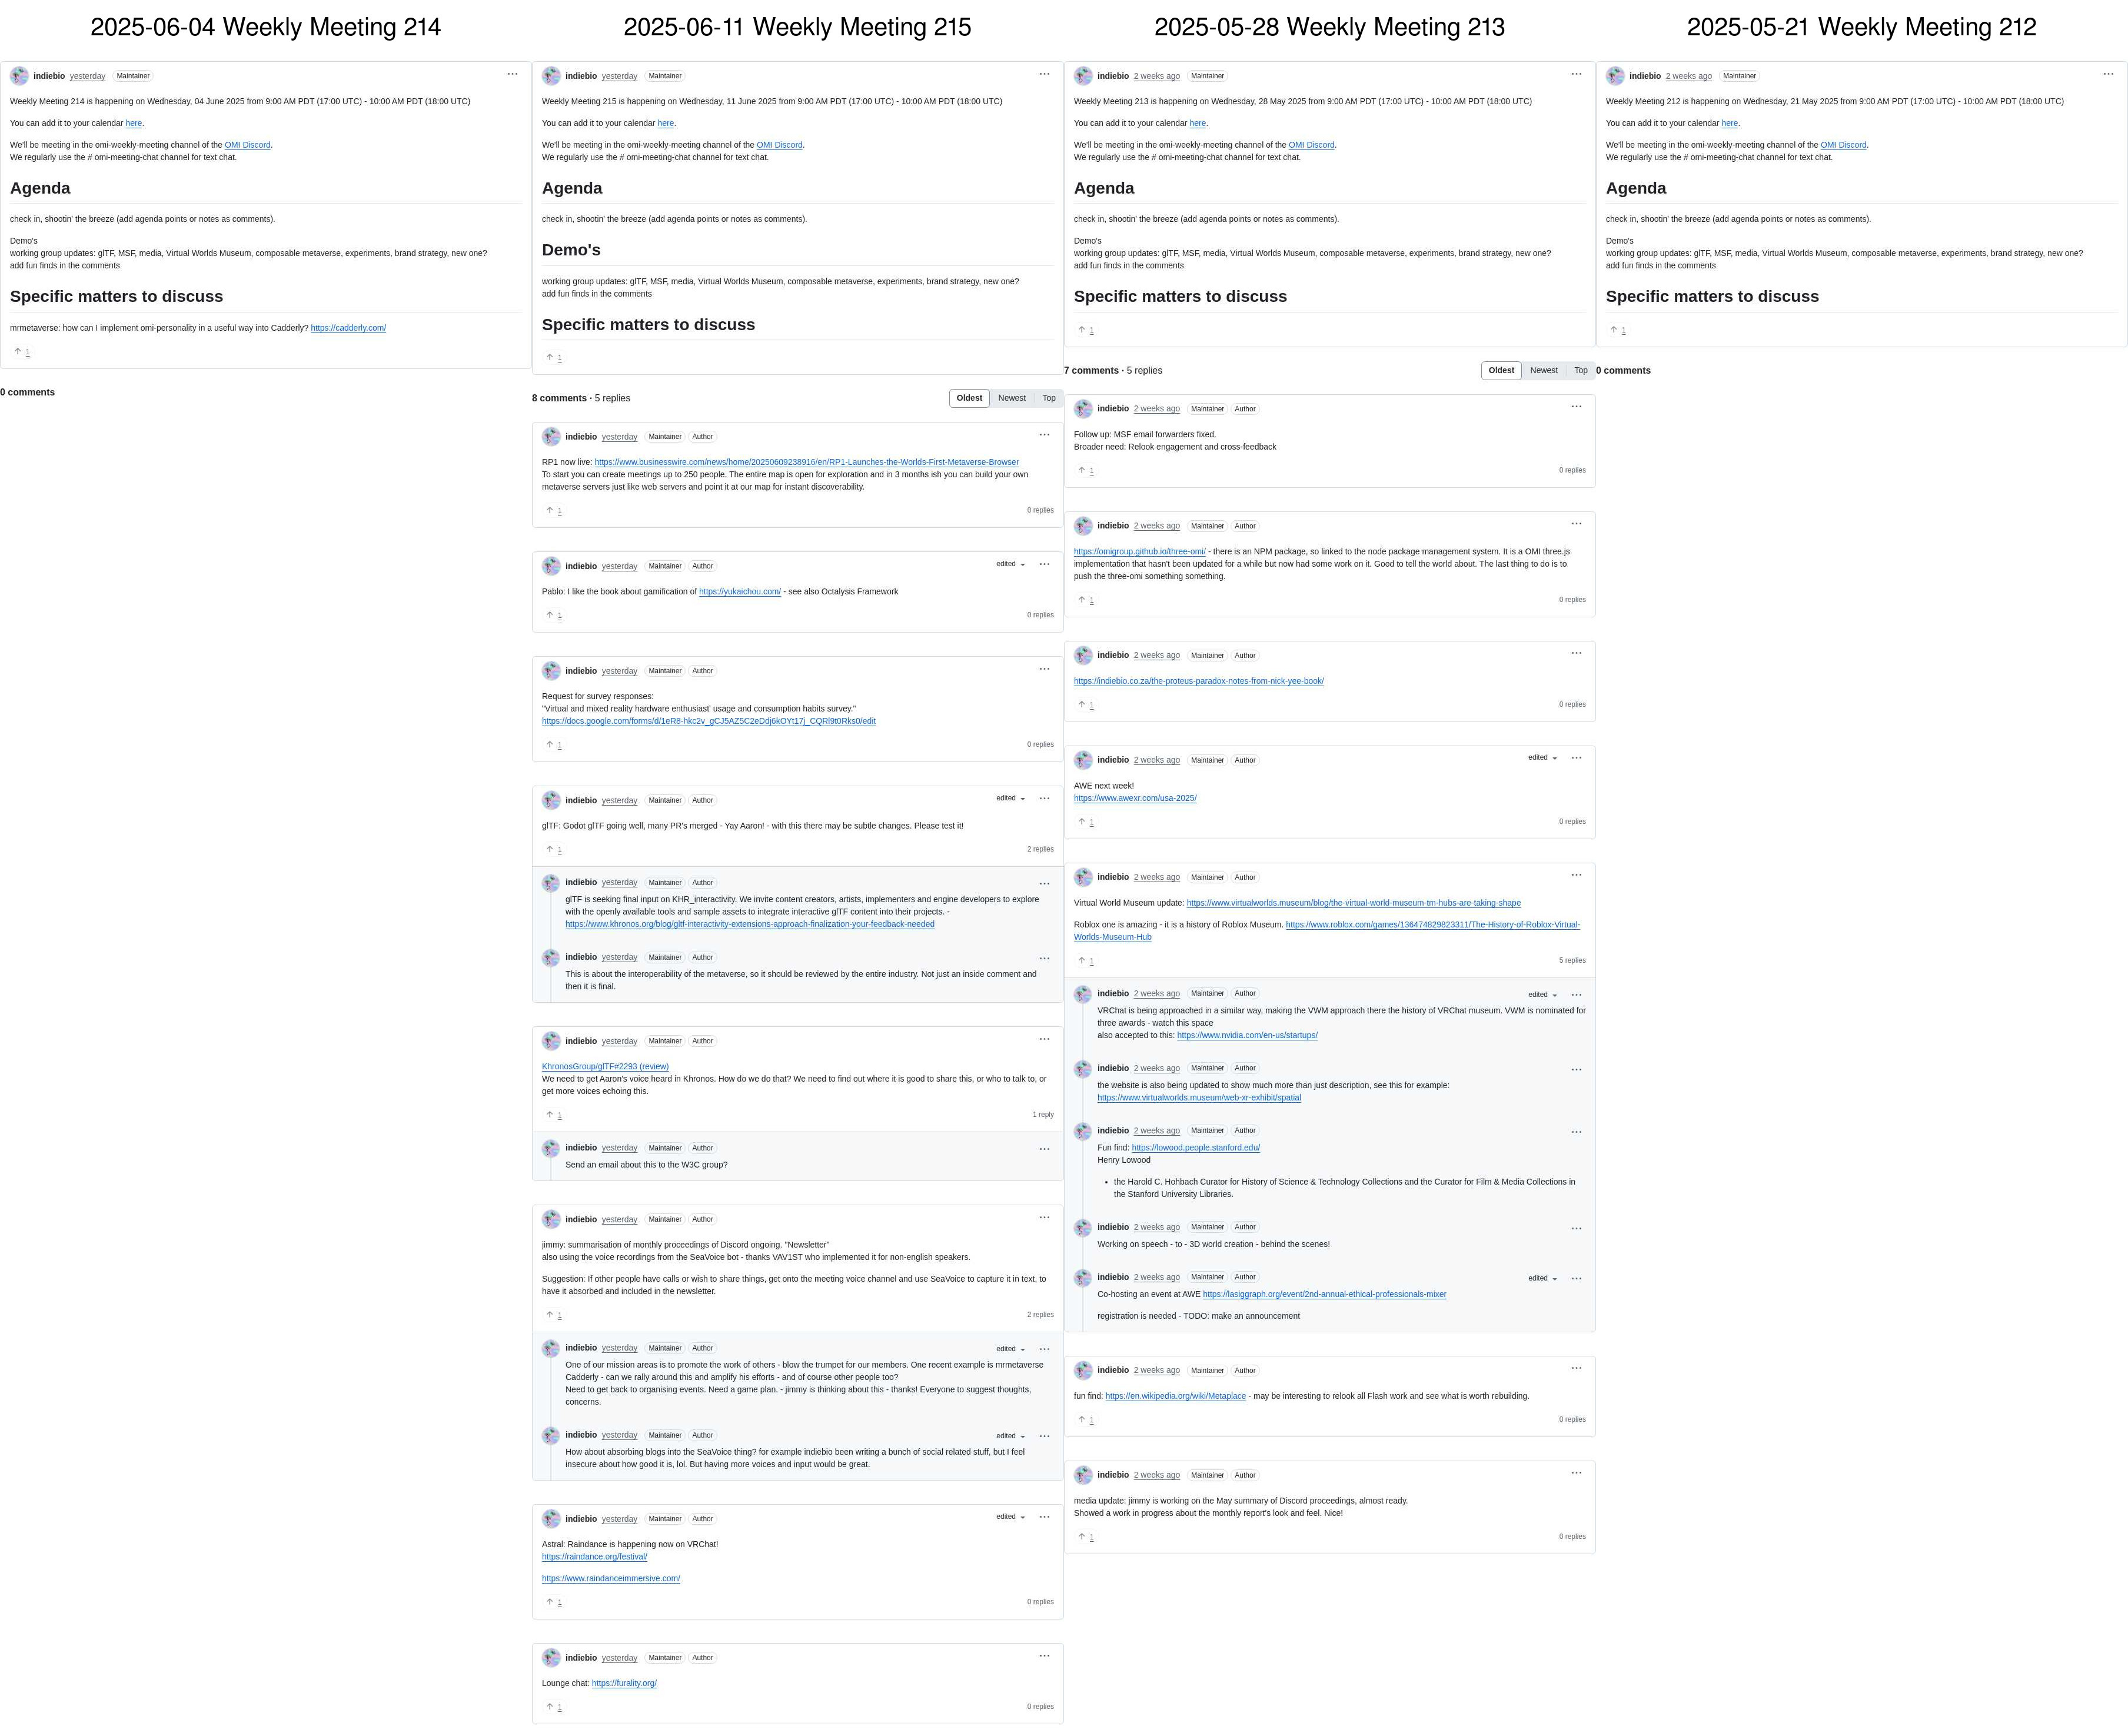 2025-06-04 Weekly Meeting 214
indiebio yesterday Maintainer
Weekly Meeting 214 is happening on Wednesday, 04 June 2025 from 9:00 AM PDT (17:00 UTC) - 10:00 AM PDT (18:00 UTC)
You can add it to your calendar here.
We'll be meeting in the omi-weekly-meeting channel of the OMI Discord.
We regularly use the # omi-meeting-chat channel for text chat.
Agenda
check in, shootin' the breeze (add agenda points or notes as comments).
Demo's
working group updates: glTF, MSF, media, Virtual Worlds Museum, composable metaverse, experiments, brand strategy, new one?
add fun finds in the comments
Specific matters to discuss
mrmetaverse: how can I implement omi-personality in a useful way into Cadderly? https://cadderly.com/
1
0 comments
2025-06-11 Weekly Meeting 215
indiebio yesterday Maintainer
Weekly Meeting 215 is happening on Wednesday, 11 June 2025 from 9:00 AM PDT (17:00 UTC) - 10:00 AM PDT (18:00 UTC)
You can add it to your calendar here.
We'll be meeting in the omi-weekly-meeting channel of the OMI Discord.
We regularly use the # omi-meeting-chat channel for text chat.
Agenda
check in, shootin' the breeze (add agenda points or notes as comments).
Demo's
working group updates: glTF, MSF, media, Virtual Worlds Museum, composable metaverse, experiments, brand strategy, new one?
add fun finds in the comments
Specific matters to discuss
1
8 comments · 5 replies Oldest Newest Top
indiebio yesterday Maintainer Author
RP1 now live: https://www.businesswire.com/news/home/20250609238916/en/RP1-Launches-the-Worlds-First-Metaverse-Browser
To start you can create meetings up to 250 people. The entire map is open for exploration and in 3 months ish you can build your own
metaverse servers just like web servers and point it at our map for instant discoverability.
1 0 replies
indiebio yesterday Maintainer Author edited
Pablo: I like the book about gamification of https://yukaichou.com/ - see also Octalysis Framework
1 0 replies
indiebio yesterday Maintainer Author
Request for survey responses:
"Virtual and mixed reality hardware enthusiast' usage and consumption habits survey."
https://docs.google.com/forms/d/1eR8-hkc2v_gCJ5AZ5C2eDdj6kOYt17j_CQRl9t0Rks0/edit
1 0 replies
indiebio yesterday Maintainer Author edited
glTF: Godot glTF going well, many PR's merged - Yay Aaron! - with this there may be subtle changes. Please test it!
1 2 replies
indiebio yesterday Maintainer Author
glTF is seeking final input on KHR_interactivity. We invite content creators, artists, implementers and engine developers to explore
with the openly available tools and sample assets to integrate interactive glTF content into their projects. -
https://www.khronos.org/blog/gltf-interactivity-extensions-approach-finalization-your-feedback-needed
indiebio yesterday Maintainer Author
This is about the interoperability of the metaverse, so it should be reviewed by the entire industry. Not just an inside comment and
then it is final.
indiebio yesterday Maintainer Author
KhronosGroup/glTF#2293 (review)
We need to get Aaron's voice heard in Khronos. How do we do that? We need to find out where it is good to share this, or who to talk to, or
get more voices echoing this.
1 1 reply
indiebio yesterday Maintainer Author
Send an email about this to the W3C group?
indiebio yesterday Maintainer Author
jimmy: summarisation of monthly proceedings of Discord ongoing. "Newsletter"
also using the voice recordings from the SeaVoice bot - thanks VAV1ST who implemented it for non-english speakers.
Suggestion: If other people have calls or wish to share things, get onto the meeting voice channel and use SeaVoice to capture it in text, to
have it absorbed and included in the newsletter.
1 2 replies
indiebio yesterday Maintainer Author edited
One of our mission areas is to promote the work of others - blow the trumpet for our members. One recent example is mrmetaverse
Cadderly - can we rally around this and amplify his efforts - and of course other people too?
Need to get back to organising events. Need a game plan. - jimmy is thinking about this - thanks! Everyone to suggest thoughts,
concerns.
indiebio yesterday Maintainer Author edited
How about absorbing blogs into the SeaVoice thing? for example indiebio been writing a bunch of social related stuff, but I feel
insecure about how good it is, lol. But having more voices and input would be great.
indiebio yesterday Maintainer Author edited
Astral: Raindance is happening now on VRChat!
https://raindance.org/festival/
https://www.raindanceimmersive.com/
1 0 replies
indiebio yesterday Maintainer Author
Lounge chat: https://furality.org/
1 0 replies
2025-05-28 Weekly Meeting 213
indiebio 2 weeks ago Maintainer
Weekly Meeting 213 is happening on Wednesday, 28 May 2025 from 9:00 AM PDT (17:00 UTC) - 10:00 AM PDT (18:00 UTC)
You can add it to your calendar here.
We'll be meeting in the omi-weekly-meeting channel of the OMI Discord.
We regularly use the # omi-meeting-chat channel for text chat.
Agenda
check in, shootin' the breeze (add agenda points or notes as comments).
Demo's
working group updates: glTF, MSF, media, Virtual Worlds Museum, composable metaverse, experiments, brand strategy, new one?
add fun finds in the comments
Specific matters to discuss
1
7 comments · 5 replies Oldest Newest Top
indiebio 2 weeks ago Maintainer Author
Follow up: MSF email forwarders fixed.
Broader need: Relook engagement and cross-feedback
1 0 replies
indiebio 2 weeks ago Maintainer Author
https://omigroup.github.io/three-omi/ - there is an NPM package, so linked to the node package management system. It is a OMI three.js
implementation that hasn't been updated for a while but now had some work on it. Good to tell the world about. The last thing to do is to
push the three-omi something something.
1 0 replies
indiebio 2 weeks ago Maintainer Author
https://indiebio.co.za/the-proteus-paradox-notes-from-nick-yee-book/
1 0 replies
indiebio 2 weeks ago Maintainer Author edited
AWE next week!
https://www.awexr.com/usa-2025/
1 0 replies
indiebio 2 weeks ago Maintainer Author
Virtual World Museum update: https://www.virtualworlds.museum/blog/the-virtual-world-museum-tm-hubs-are-taking-shape
Roblox one is amazing - it is a history of Roblox Museum. https://www.roblox.com/games/136474829823311/The-History-of-Roblox-Virtual-
Worlds-Museum-Hub
1 5 replies
indiebio 2 weeks ago Maintainer Author edited
VRChat is being approached in a similar way, making the VWM approach there the history of VRChat museum. VWM is nominated for
three awards - watch this space
also accepted to this: https://www.nvidia.com/en-us/startups/
indiebio 2 weeks ago Maintainer Author
the website is also being updated to show much more than just description, see this for example:
https://www.virtualworlds.museum/web-xr-exhibit/spatial
indiebio 2 weeks ago Maintainer Author
Fun find: https://lowood.people.stanford.edu/
Henry Lowood
• the Harold C. Hohbach Curator for History of Science & Technology Collections and the Curator for Film & Media Collections in
the Stanford University Libraries.
indiebio 2 weeks ago Maintainer Author
Working on speech - to - 3D world creation - behind the scenes!
indiebio 2 weeks ago Maintainer Author edited
Co-hosting an event at AWE https://lasiggraph.org/event/2nd-annual-ethical-professionals-mixer
registration is needed - TODO: make an announcement
indiebio 2 weeks ago Maintainer Author
fun find: https://en.wikipedia.org/wiki/Metaplace - may be interesting to relook all Flash work and see what is worth rebuilding.
1 0 replies
indiebio 2 weeks ago Maintainer Author
media update: jimmy is working on the May summary of Discord proceedings, almost ready.
Showed a work in progress about the monthly report's look and feel. Nice!
1 0 replies
2025-05-21 Weekly Meeting 212
indiebio 2 weeks ago Maintainer
Weekly Meeting 212 is happening on Wednesday, 21 May 2025 from 9:00 AM PDT (17:00 UTC) - 10:00 AM PDT (18:00 UTC)
You can add it to your calendar here.
We'll be meeting in the omi-weekly-meeting channel of the OMI Discord.
We regularly use the # omi-meeting-chat channel for text chat.
Agenda
check in, shootin' the breeze (add agenda points or notes as comments).
Demo's
working group updates: glTF, MSF, media, Virtual Worlds Museum, composable metaverse, experiments, brand strategy, new one?
add fun finds in the comments
Specific matters to discuss
1
0 comments